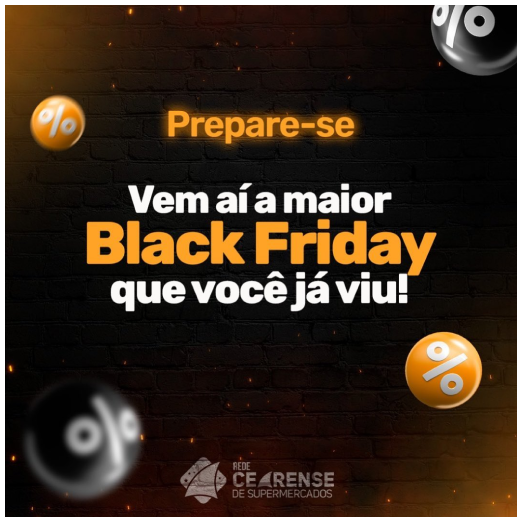 %
%
Prepare-se
Vem aí a maior
Black Friday
que você já viu!
%
%
REDE
CEARENSE
DE SUPERMERCADOS